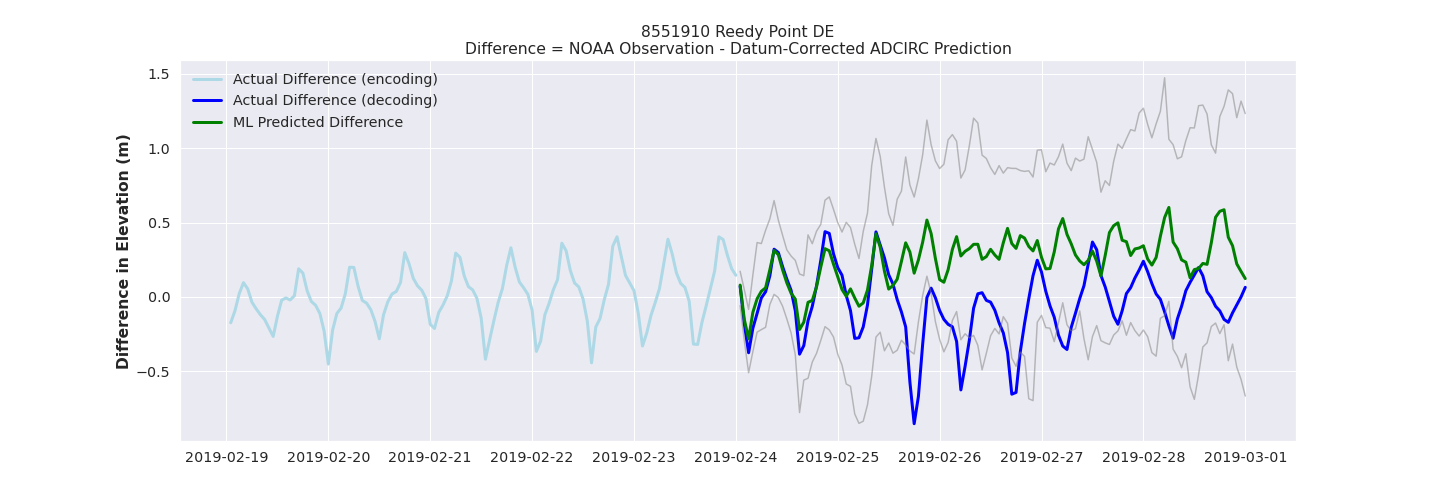 8551910 Reedy Point DE
Difference = NOAA Observation - Datum-Corrected ADCIRC Prediction
Actual Difference (encoding)
Actual Difference (decoding)
ML Predicted Difference
Difference in Elevation (m)
1.5
1.0
0.5
0.0
−0.5
2019-02-19 2019-02-20 2019-02-21 2019-02-22 2019-02-23 2019-02-24 2019-02-25 2019-02-26 2019-02-27 2019-02-28 2019-03-01